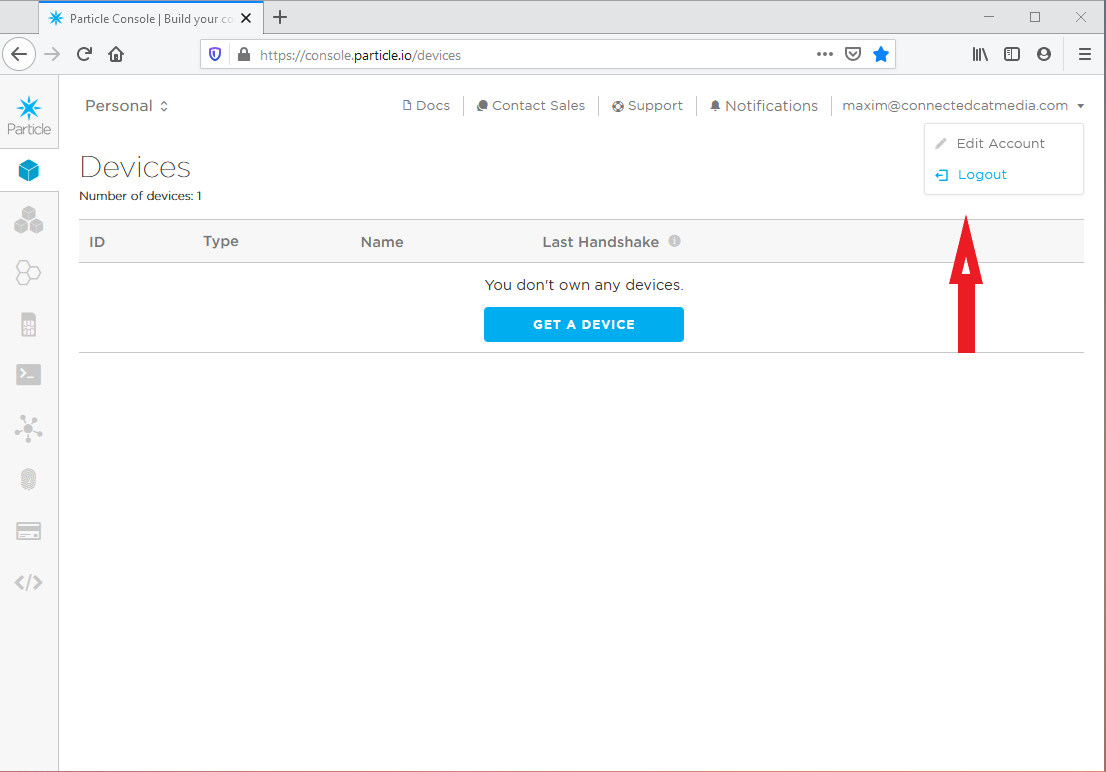 Particle Console | Build your co
https://console.particle.io/devices
Particle
Personal
Docs
Contact Sales
Support
Notifications
maxim@connectedcatmedia.com
Edit Account
Logout
Devices
Number of devices: 1
ID Type Name Last Handshake
You don't own any devices.
GET A DEVICE